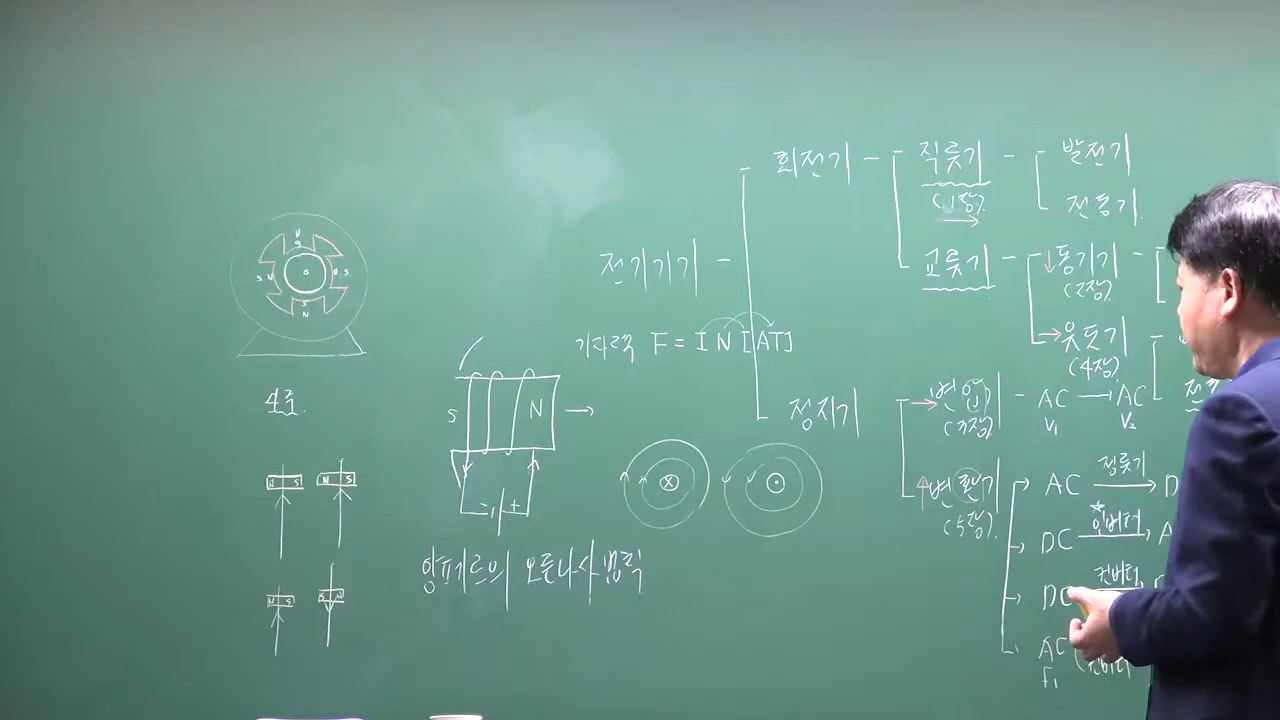 회전기 직류기 발전기
(1장) 전동기
전기기기 교류기 동기기
(2장)
기자력 F = I N [AT] 유도기
(4장)
정지기 변압기 AC → AC
(3장) V₁ V₂
변환기 AC 정류기 → D
(5장) DC 인버터 → A
DC 컨버터
AC
F₁
N
S
S N
N S
S
N
4극.
S N
- +
N S
N S
N S
S N
앙페르의 오른나사 법칙